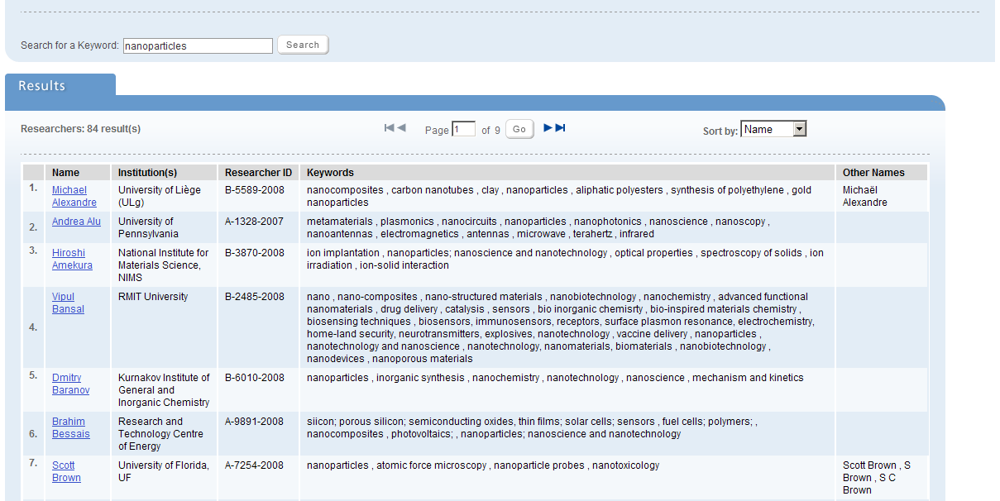 Search for a Keyword: nanoparticles Search
Results
Researchers: 84 result(s) Page 1 of 9 Go Sort by: Name
Name Institution(s) Researcher ID Keywords Other Names
1. Michael University of Liège B-5589-2008 nanocomposites , carbon nanotubes , clay , nanoparticles , aliphatic polyesters , synthesis of polyethylene , gold Michaël
Alexandre (ULg) nanoparticles Alexandre
2. Andrea Alu University of A-1328-2007 metamaterials , plasmonics , nanocircuits , nanoparticles , nanophotonics , nanoscience , nanoscopy ,
Pennsylvania nanoantennas , electromagnetics , antennas , microwave , terahertz , infrared
3. Hiroshi National Institute for B-3870-2008 ion implantation , nanoparticles; nanoscience and nanotechnology , optical properties , spectroscopy of solids , ion
Amekura Materials Science, irradiation , ion-solid interaction
NIMS
4. Vipul RMIT University B-2485-2008 nano , nano-composites , nano-structured materials , nanobiotechnology , nanochemistry , advanced functional
Bansal nanomaterials , drug delivery , catalysis , sensors , bio inorganic chemisrty , bio-inspired materials chemistry ,
biosensing techniques , biosensors, immunosensors, receptors, surface plasmon resonance, electrochemistry,
home-land security, neurotransmitters, explosives, nanotechnology , vaccine delivery , nanoparticles ,
nanotechnology and nanoscience , nanotechnology, nanomaterials, biomaterials , nanobiotechnology ,
nanodevices , nanoporous materials
5. Dmitry Kurnakov Institute of B-6010-2008 nanoparticles , inorganic synthesis , nanochemistry , nanotechnology , nanoscience , mechanism and kinetics
Baranov General and
Inorganic Chemistry
6. Brahim Research and A-9891-2008 siicon; porous silicon; semiconducting oxides, thin films; solar cells; sensors , fuel cells; polymers; ,
Bessais Technology Centre nanocomposites , photovoltaics; , nanoparticles; nanoscience and nanotechnology
of Energy
7. Scott University of Florida, A-7254-2008 nanoparticles , atomic force microscopy , nanoparticle probes , nanotoxicology Scott Brown , S
Brown UF Brown , S C
Brown